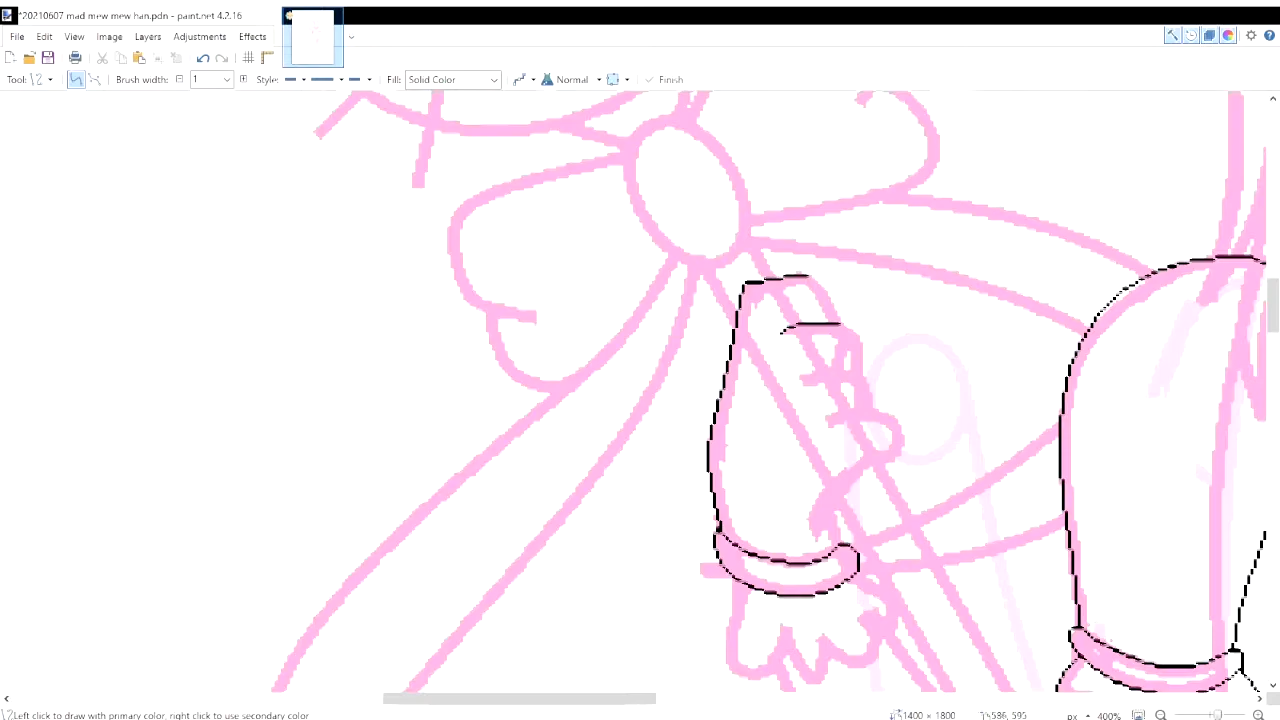 *20210607 mad mew mew han.pdn - paint.net 4.2.16
File Edit View Image Layers Adjustments Effects
Tool: Brush width: 1 Style: Fill: Solid Color Normal Finish
Left click to draw with primary color, right click to use secondary color 1400 × 1800 586, 595 px 400%